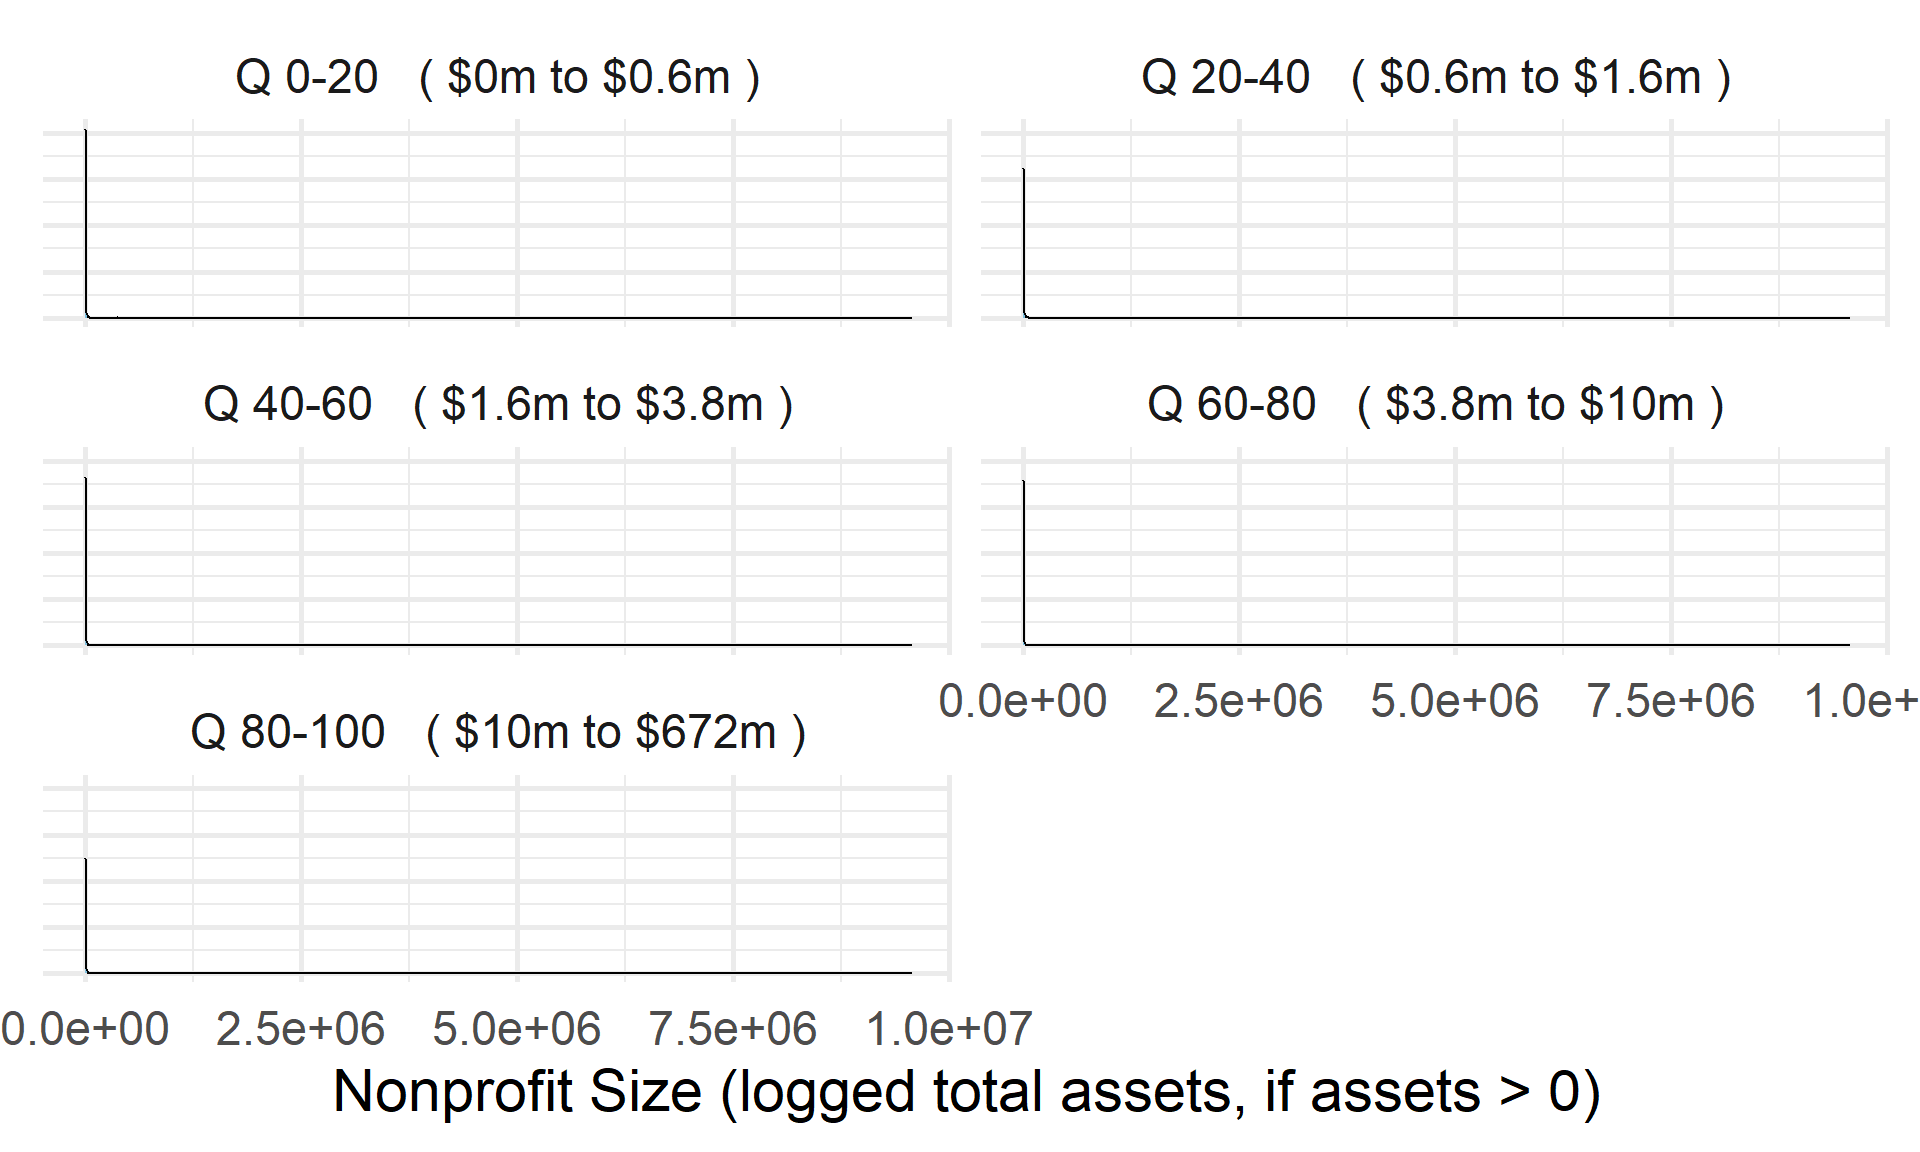 Q 0-20 ( $0m to $0.6m )
Q 20-40 ( $0.6m to $1.6m )
Q 40-60 ( $1.6m to $3.8m )
Q 60-80 ( $3.8m to $10m )
0.0e+00 2.5e+06 5.0e+06 7.5e+06 1.0e+
Q 80-100 ( $10m to $672m )
0.0e+00 2.5e+06 5.0e+06 7.5e+06 1.0e+07
Nonprofit Size (logged total assets, if assets > 0)